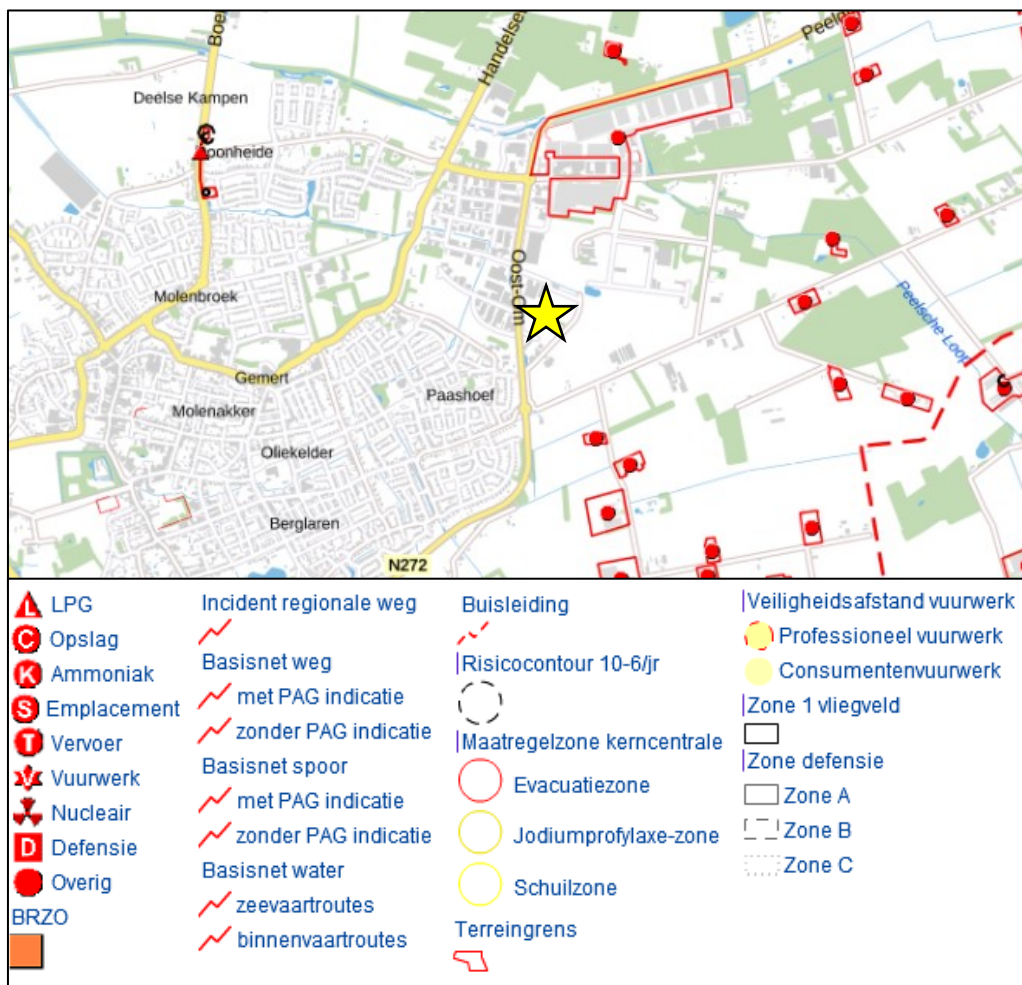 Boer
Handelse
Peeld
Deelse Kampen
oonheide
Oost-Om
Molenbroek
Peelsche Loop
Gemert
Paashoef
Molenakker
Oliekelder
Berglaren
N272
L LPG
C Opslag
K Ammoniak
S Emplacement
T Vervoer
V Vuurwerk
Nucleair
D Defensie
Overig
BRZO
Incident regionale weg
Basisnet weg
met PAG indicatie
zonder PAG indicatie
Basisnet spoor
met PAG indicatie
zonder PAG indicatie
Basisnet water
zeevaartroutes
binnenvaartroutes
Buisleiding
Risicocontour 10-6/jr
Maatregelzone kerncentrale
Evacuatiezone
Jodiumprofylaxe-zone
Schuilzone
Terreingrens
Veiligheidsafstand vuurwerk
Professioneel vuurwerk
Consumentenvuurwerk
Zone 1 vliegveld
Zone defensie
Zone A
Zone B
Zone C